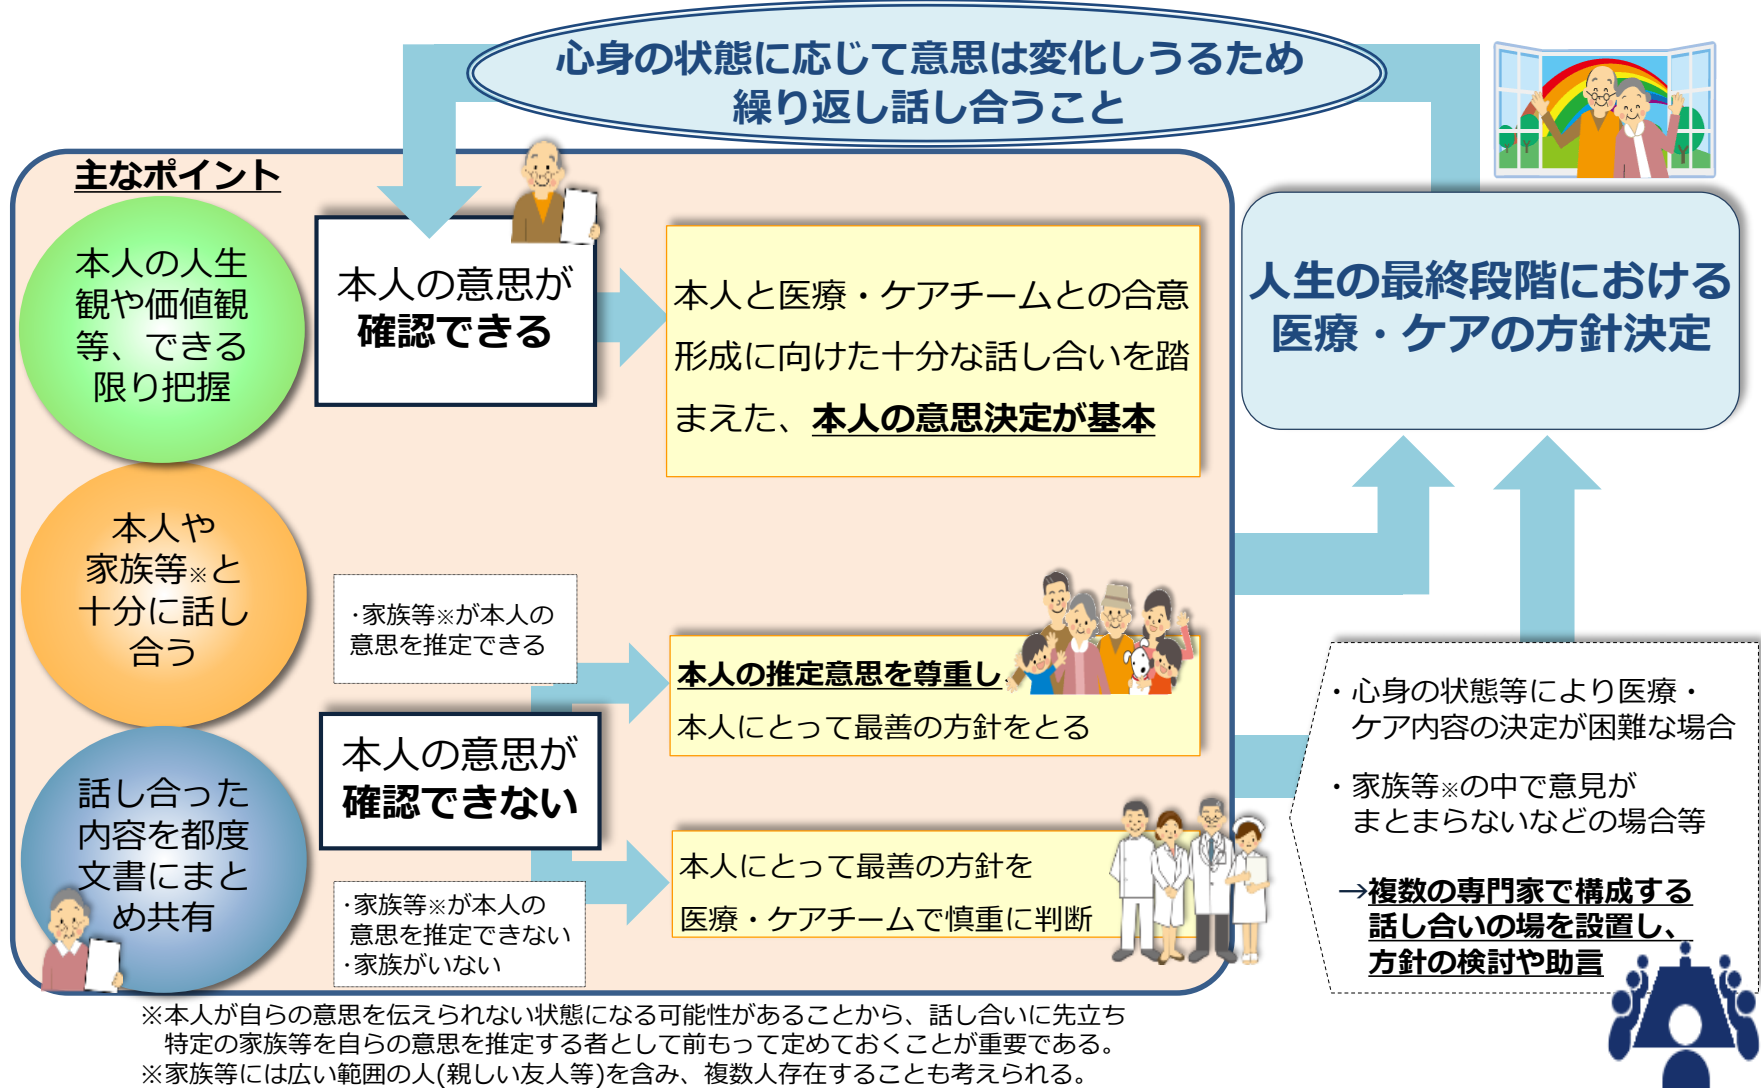 心身の状態に応じて意思は変化しうるため
繰り返し話し合うこと
主なポイント
本人の人生
観や価値観
等、できる
限り把握
本人や
家族等※と
十分に話し
合う
話し合った
内容を都度
文書にまと
め共有
本人の意思が
確認できる
本人と医療・ケアチームとの合意
形成に向けた十分な話し合いを踏
まえた、本人の意思決定が基本
人生の最終段階における
医療・ケアの方針決定
・家族等※が本人の
意思を推定できる
本人の推定意思を尊重し、
本人にとって最善の方針をとる
本人の意思が
確認できない
・家族等※が本人の
意思を推定できない
・家族がいない
本人にとって最善の方針を
医療・ケアチームで慎重に判断
・心身の状態等により医療・
ケア内容の決定が困難な場合
・家族等※の中で意見が
まとまらないなどの場合等
→複数の専門家で構成する
話し合いの場を設置し、
方針の検討や助言
※本人が自らの意思を伝えられない状態になる可能性があることから、話し合いに先立ち
特定の家族等を自らの意思を推定する者として前もって定めておくことが重要である。
※家族等には広い範囲の人(親しい友人等)を含み、複数人存在することも考えられる。